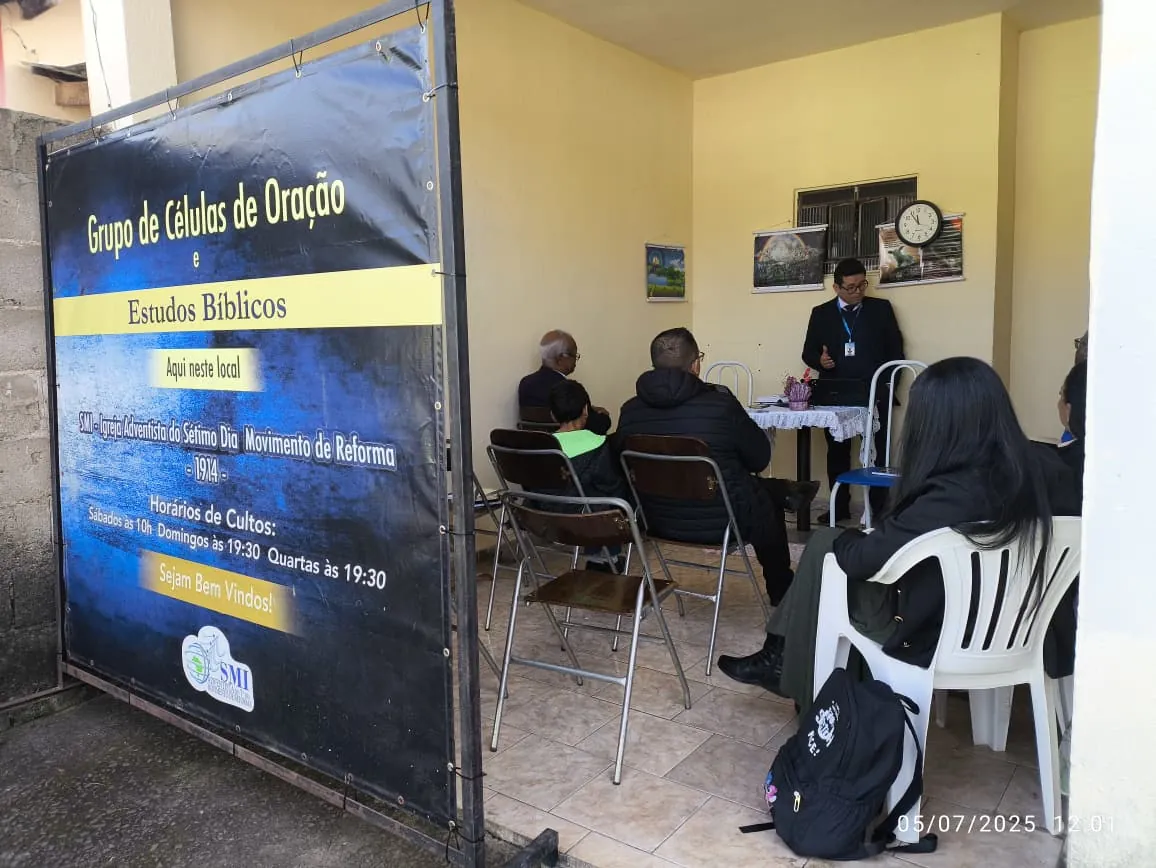 Grupo de Células de Oração
e
Estudos Bíblicos
Aqui neste local
SMI - Igreja Adventista do Sétimo Dia Movimento de Reforma
- 1914 -
Horários de Cultos:
Sábados às 10h Domingos às 19:30 Quartas às 19:30
Sejam Bem Vindos!
SMI
05/07/2025 12:01